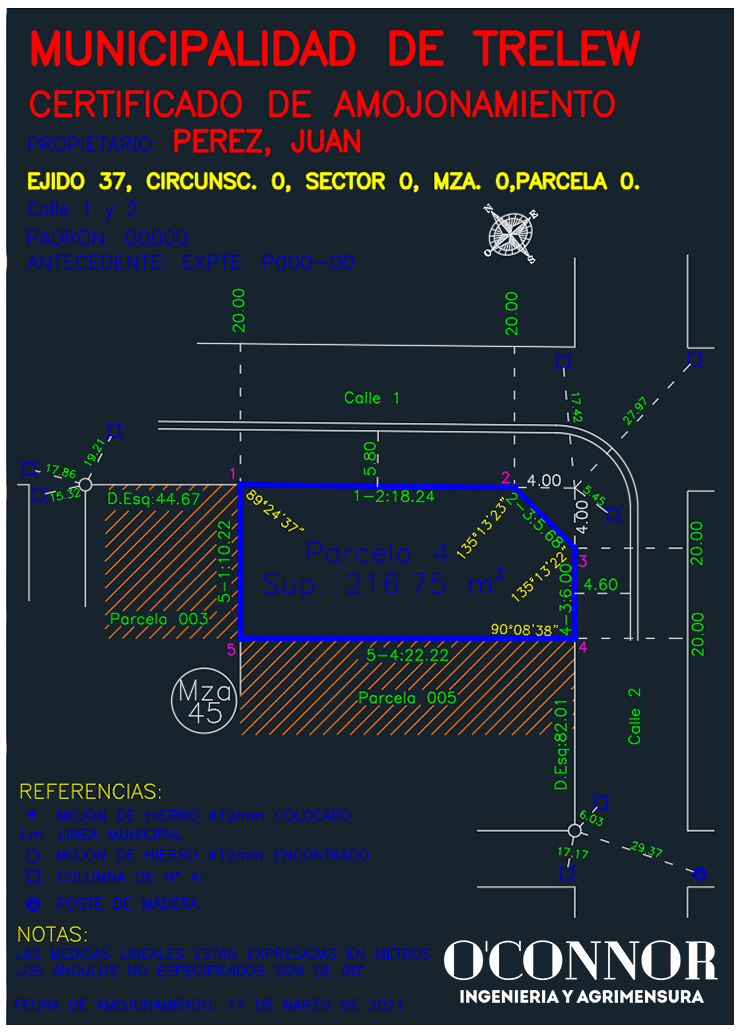 MUNICIPALIDAD DE TRELEW
CERTIFICADO DE AMOJONAMIENTO
PROPIETARIO: PEREZ, JUAN
EJIDO 37, CIRCUNSC. 0, SECTOR 0, MZA. 0,PARCELA 0.
Calle 1 y 2
PADRON: 00000
ANTECEDENTE: EXPTE. P000-00
N
E
O
S
20.00
20.00
Calle 1
17.42
27.97
19.21
17.86
15.32
5.80
1
2
4.00
D.Esq:44.67
1-2:18.24
5.45
89°24'37"
135°13'23"
2-3:5.68
4.00
5-1:10.22
Parcela 4
Sup. 216.75 m²
135°13'22"
3
20.00
4-3:6.00
4.60
Parcela 003
90°08'38"
20.00
5
5-4:22.22
4
Mza
45
Parcela 005
Calle 2
D.Esq:82.01
REFERENCIAS:
MOJON DE HIERRO ø12mm COLOCADO
Lm LINEA MUNICIPAL
MOJON DE HIERRO ø12mm ENCONTRADO
COLUMNA DE H° A°
POSTE DE MADERA
6.03
17.17
29.37
NOTAS:
LAS MEDIDAS LINEALES ESTAN EXPRESADAS EN METROS
LOS ÁNGULOS NO ESPECIFICADOS SON DE 90°
FECHA DE AMOJONAMIENTO: 17 DE MARZO DE 2021
O'CONNOR
INGENIERIA Y AGRIMENSURA